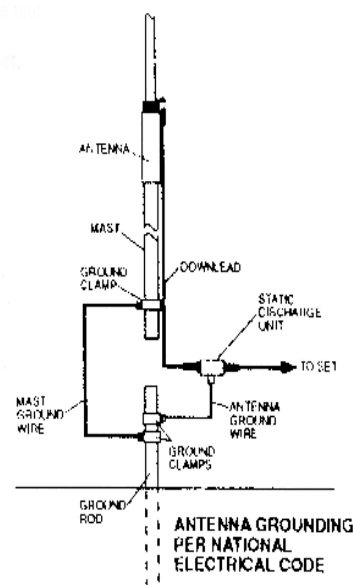 ANTENNA
MAST
GROUND
CLAMP
DOWNLEAD
STATIC
DISCHARGE
UNIT
TO SET
MAST
GROUND
WIRE
ANTENNA
GROUND
WIRE
GROUND
CLAMPS
GROUND
ROD
ANTENNA GROUNDING
PER NATIONAL
ELECTRICAL CODE